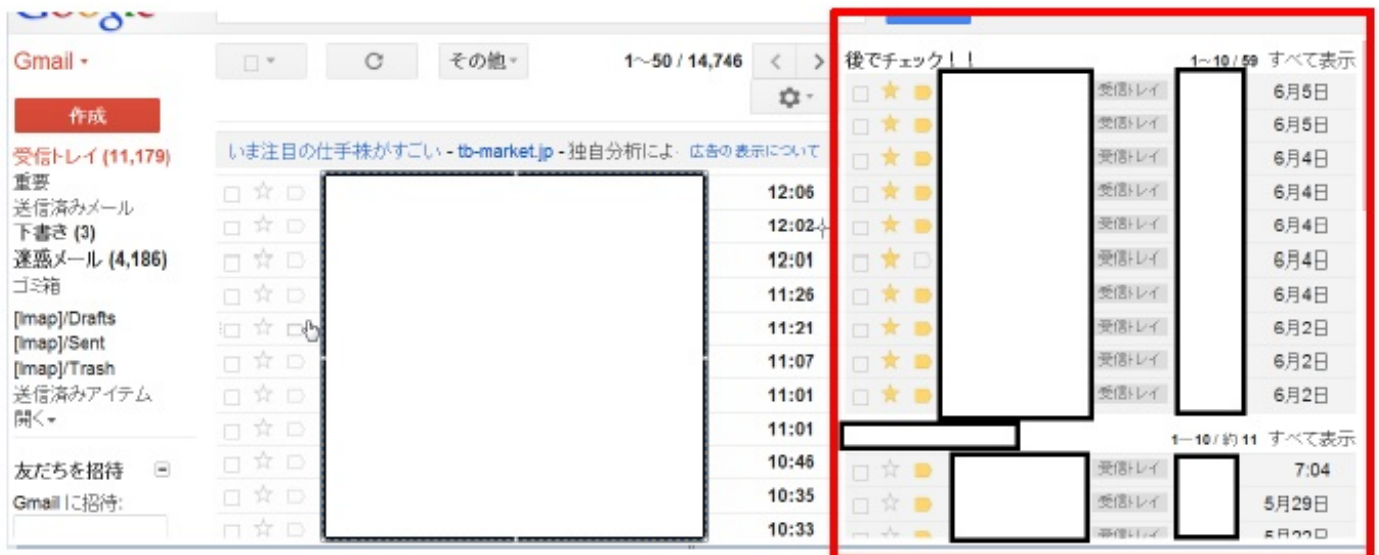 Google
Gmail
その他
1～50 / 14,746
作成
受信トレイ (11,179)
重要
送信済みメール
下書き (3)
迷惑メール (4,186)
ゴミ箱
[Imap]/Drafts
[Imap]/Sent
[Imap]/Trash
送信済みアイテム
開く
友だちを招待
Gmail に招待:
いま注目の仕手株がすごい - tb-market.jp - 独自分析によ 広告の表示について
12:06
12:02
12:01
11:26
11:21
11:07
11:01
11:01
10:46
10:35
10:33
後でチェック！！ 1～10 / 59 すべて表示
受信トレイ 6月5日
受信トレイ 6月5日
受信トレイ 6月4日
受信トレイ 6月4日
受信トレイ 6月4日
受信トレイ 6月4日
受信トレイ 6月4日
受信トレイ 6月2日
受信トレイ 6月2日
受信トレイ 6月2日
1－10 / 約 11 すべて表示
受信トレイ 7:04
受信トレイ 5月29日
受信トレイ